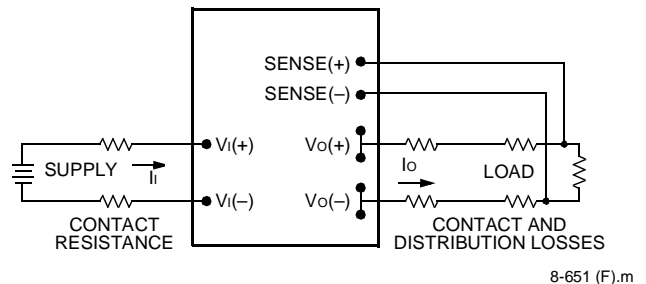 SENSE(+)
SENSE(–)
VI(+)
VO(+)
SUPPLY
II
IO
LOAD
VI(–)
VO(–)
CONTACT
RESISTANCE
CONTACT AND
DISTRIBUTION LOSSES
8-651 (F).m